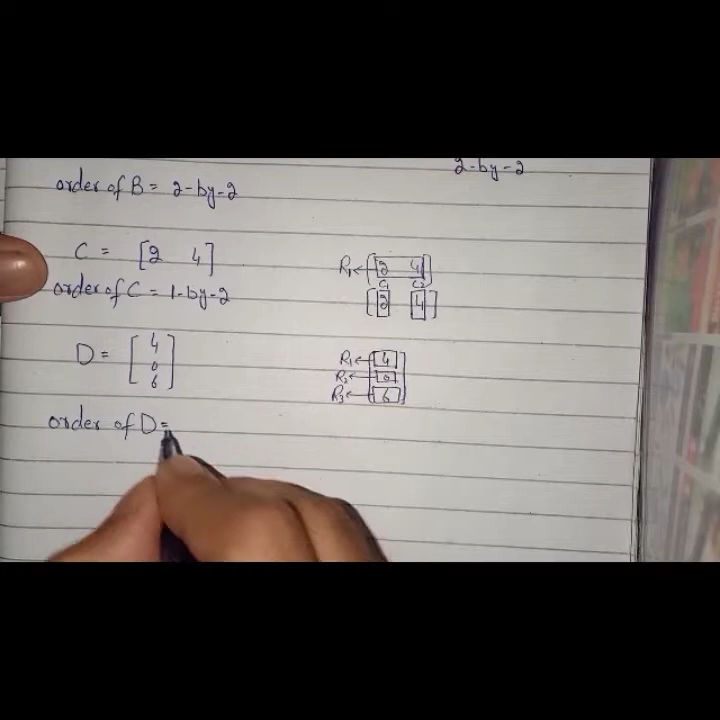 2-by-2
order of B = 2-by-2
C = [2 4]
R1← [2 4]
C1 C2
order of C = 1-by-2
[2 4]
D = [4
0
6]
R1← [4
R2← 0
R3← 6]
order of D=